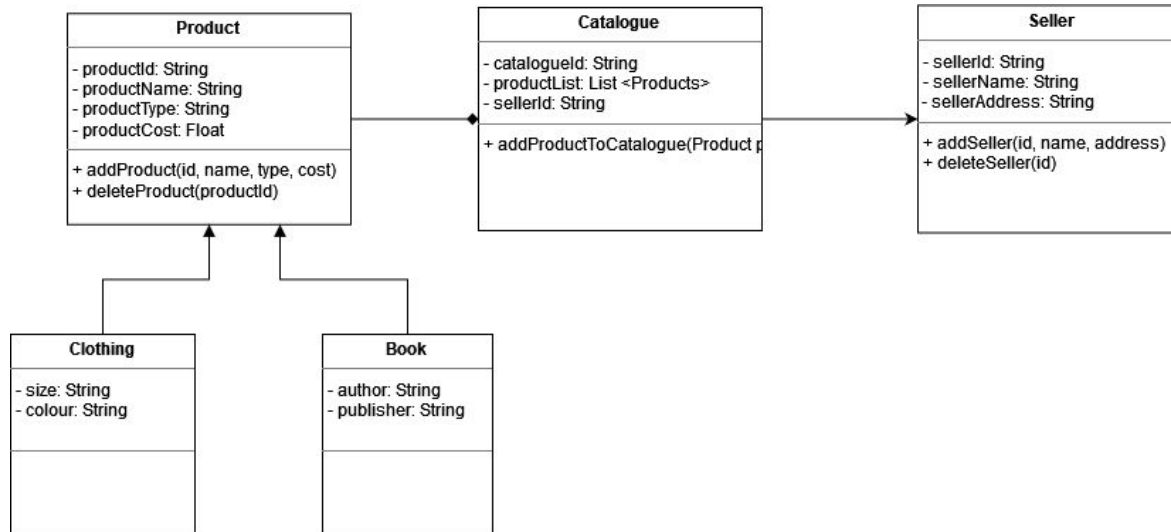 Product
- productId: String
- productName: String
- productType: String
- productCost: Float
+ addProduct(id, name, type, cost)
+ deleteProduct(productId)
Catalogue
- catalogueId: String
- productList: List <Products>
- sellerId: String
+ addProductToCatalogue(Product p
Seller
- sellerId: String
- sellerName: String
- sellerAddress: String
+ addSeller(id, name, address)
+ deleteSeller(id)
Clothing
- size: String
- colour: String
Book
- author: String
- publisher: String